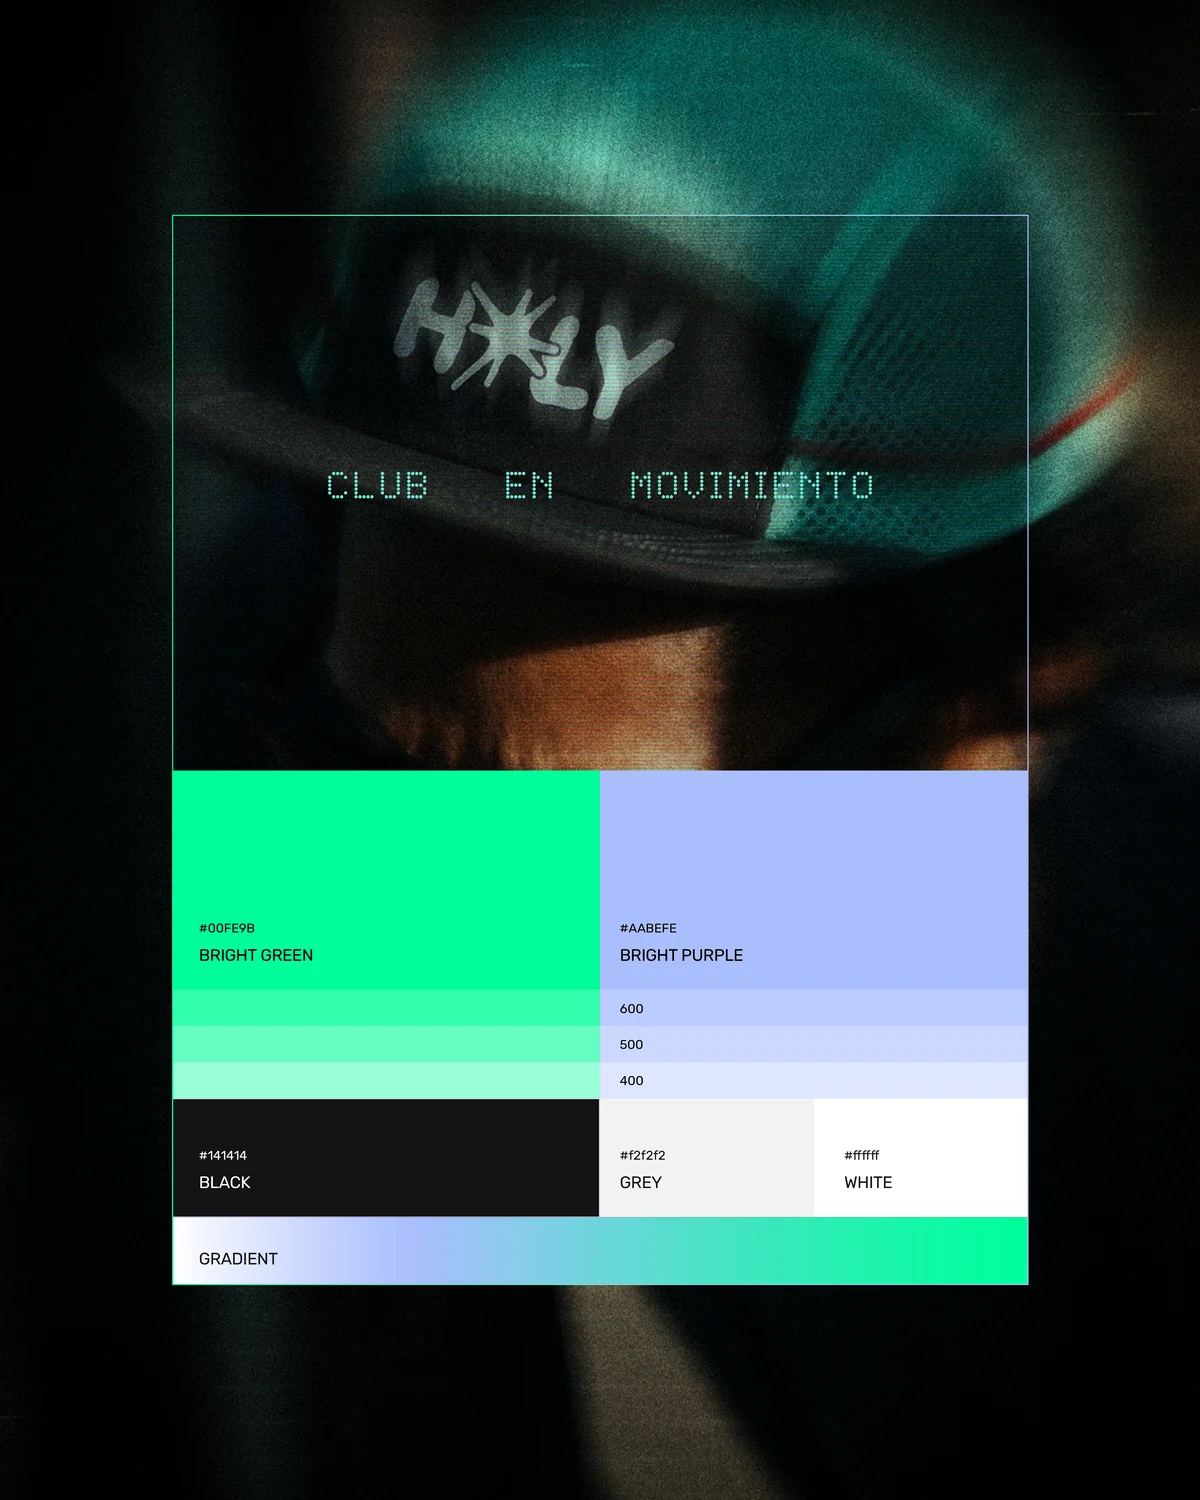 HOLY
CLUB EN MOVIMIENTO
#00FE9B
BRIGHT GREEN
#AABEFE
BRIGHT PURPLE
600
500
400
#141414
BLACK
#f2f2f2
GREY
#ffffff
WHITE
GRADIENT